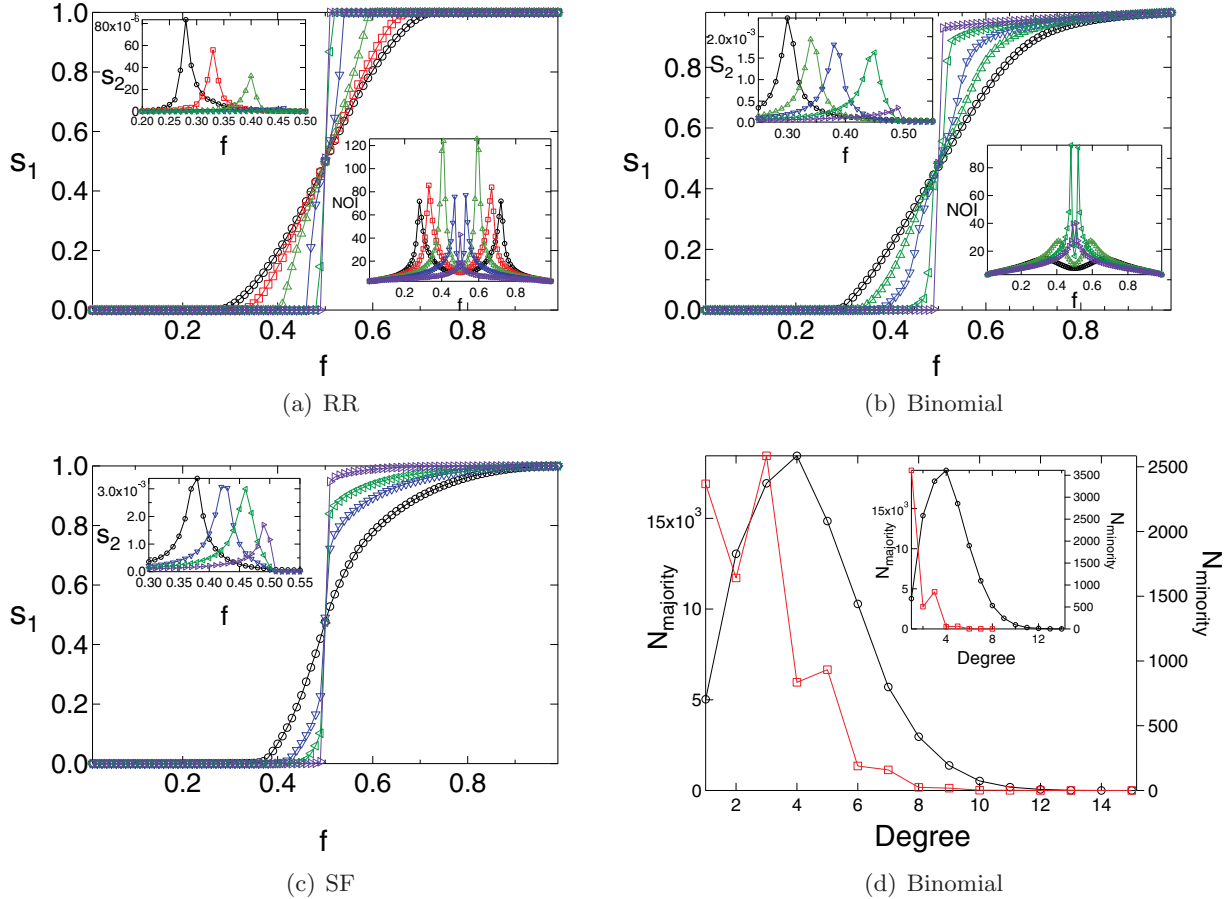 1.0
0.8
0.6
0.4
0.2
0.0
S1
0.2 0.4 0.6 0.8
f
80x10-6
60
40
20
0
S2
0.20 0.25 0.30 0.35 0.40 0.45 0.50
f
120
100
80
60
40
20
NOI
0.2 0.4 0.6 0.8
f
(a) RR
0.8
0.6
0.4
0.2
0.0
S1
0.2 0.4 0.6 0.8
f
2.0x10-3
1.5
1.0
0.5
0.0
S2
0.30 0.40 0.50
f
80
60
40
20
NOI
0.2 0.4 0.6 0.8
f
(b) Binomial
1.0
0.8
0.6
0.4
0.2
0.0
S1
0.2 0.4 0.6 0.8
f
3.0x10-3
2.0
1.0
0.0
S2
0.30 0.35 0.40 0.45 0.50 0.55
f
(c) SF
15x103
10
5
0
Nmajority
2 4 6 8 10 12 14
Degree
2500
2000
1500
1000
500
0
Nminority
15x103
10
5
0
Nmajority
4 8 12
Degree
3500
3000
2500
2000
1500
1000
500
0
Nminority
(d) Binomial